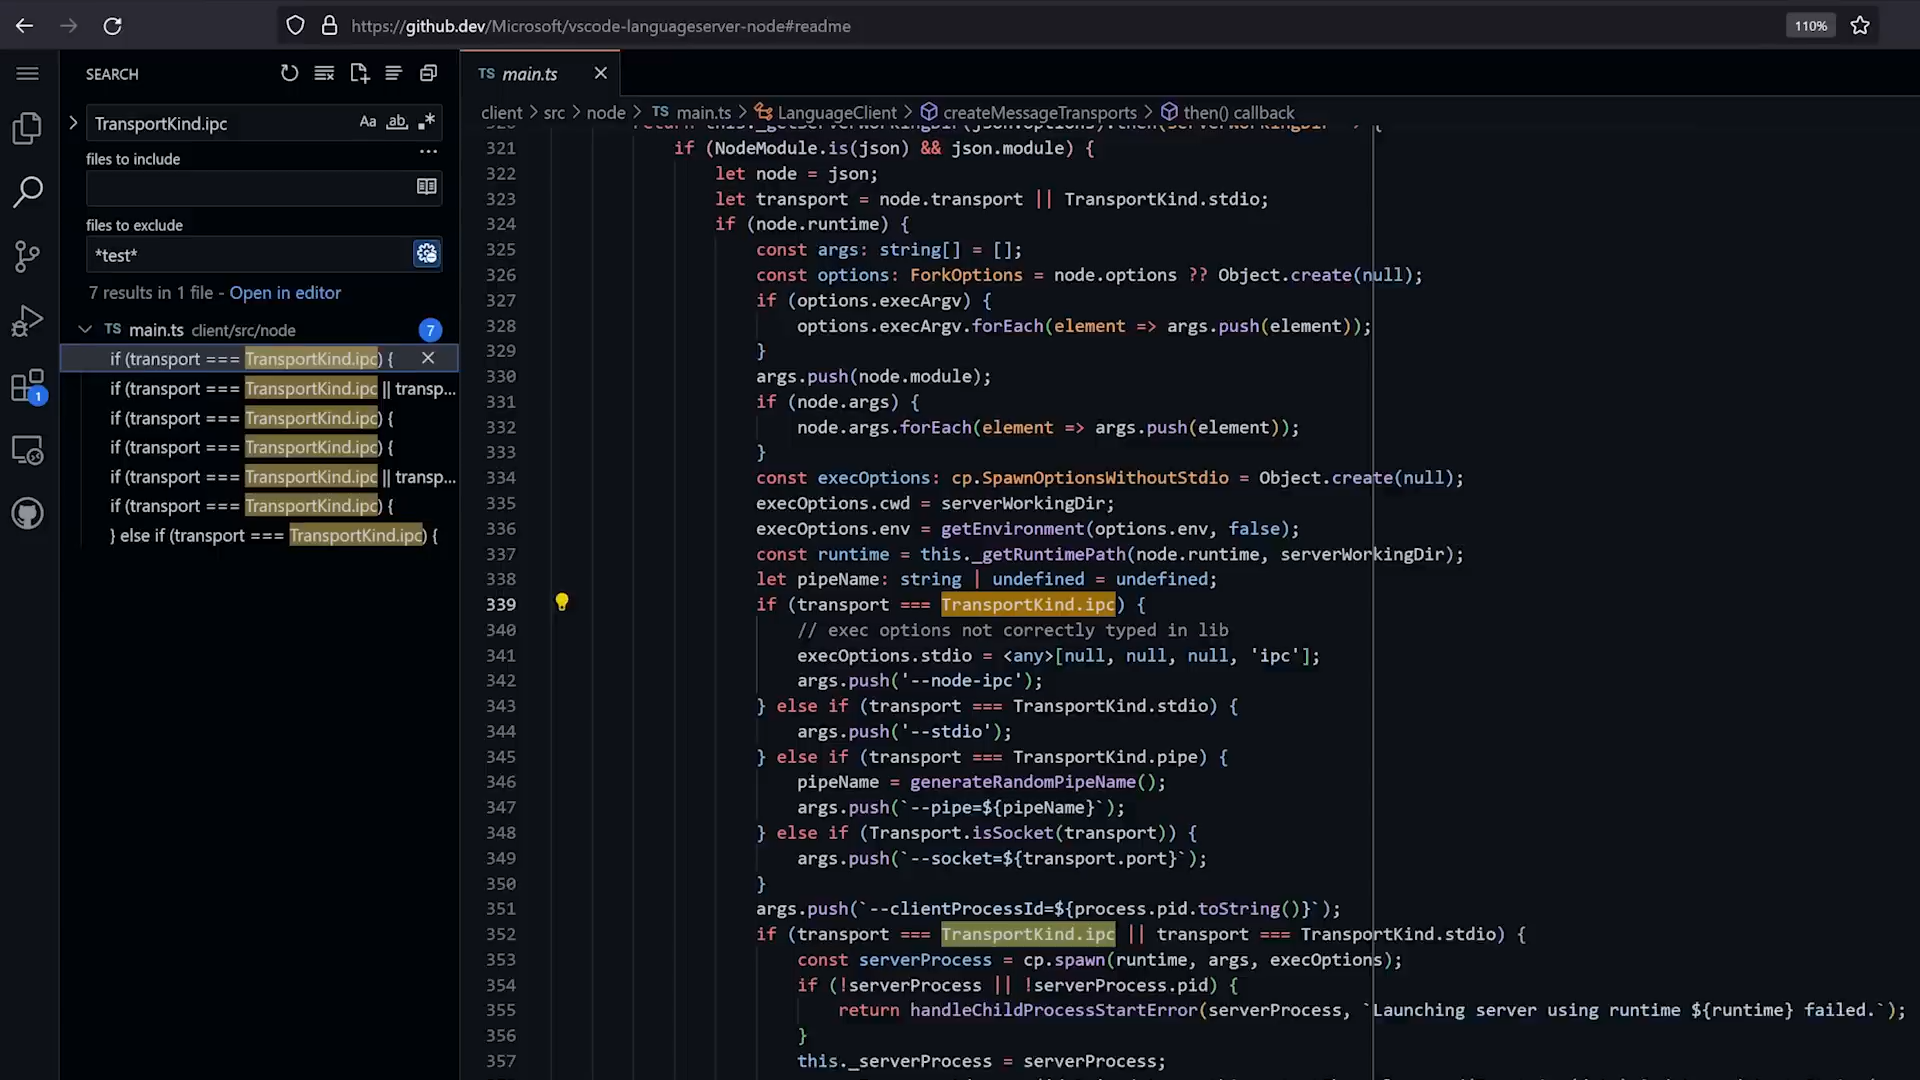 https://github.dev/Microsoft/vscode-languageserver-node#readme
110%
SEARCH
TransportKind.ipc
Aa ab
files to include
files to exclude
*test*
7 results in 1 file - Open in editor
TS main.ts client/src/node 7
if (transport === TransportKind.ipc) {
if (transport === TransportKind.ipc || transp...
if (transport === TransportKind.ipc) {
if (transport === TransportKind.ipc) {
if (transport === TransportKind.ipc || transp...
if (transport === TransportKind.ipc) {
} else if (transport === TransportKind.ipc) {
1
TS main.ts
client > src > node > TS main.ts > LanguageClient > createMessageTransports > then() callback
321 if (NodeModule.is(json) && json.module) {
322 let node = json;
323 let transport = node.transport || TransportKind.stdio;
324 if (node.runtime) {
325 const args: string[] = [];
326 const options: ForkOptions = node.options ?? Object.create(null);
327 if (options.execArgv) {
328 options.execArgv.forEach(element => args.push(element));
329 }
330 args.push(node.module);
331 if (node.args) {
332 node.args.forEach(element => args.push(element));
333 }
334 const execOptions: cp.SpawnOptionsWithoutStdio = Object.create(null);
335 execOptions.cwd = serverWorkingDir;
336 execOptions.env = getEnvironment(options.env, false);
337 const runtime = this._getRuntimePath(node.runtime, serverWorkingDir);
338 let pipeName: string | undefined = undefined;
339 if (transport === TransportKind.ipc) {
340 // exec options not correctly typed in lib
341 execOptions.stdio = <any>[null, null, null, 'ipc'];
342 args.push('--node-ipc');
343 } else if (transport === TransportKind.stdio) {
344 args.push('--stdio');
345 } else if (transport === TransportKind.pipe) {
346 pipeName = generateRandomPipeName();
347 args.push(`--pipe=${pipeName}`);
348 } else if (Transport.isSocket(transport)) {
349 args.push(`--socket=${transport.port}`);
350 }
351 args.push(`--clientProcessId=${process.pid.toString()}`);
352 if (transport === TransportKind.ipc || transport === TransportKind.stdio) {
353 const serverProcess = cp.spawn(runtime, args, execOptions);
354 if (!serverProcess || !serverProcess.pid) {
355 return handleChildProcessStartError(serverProcess, `Launching server using runtime ${runtime} failed.`);
356 }
357 this._serverProcess = serverProcess;